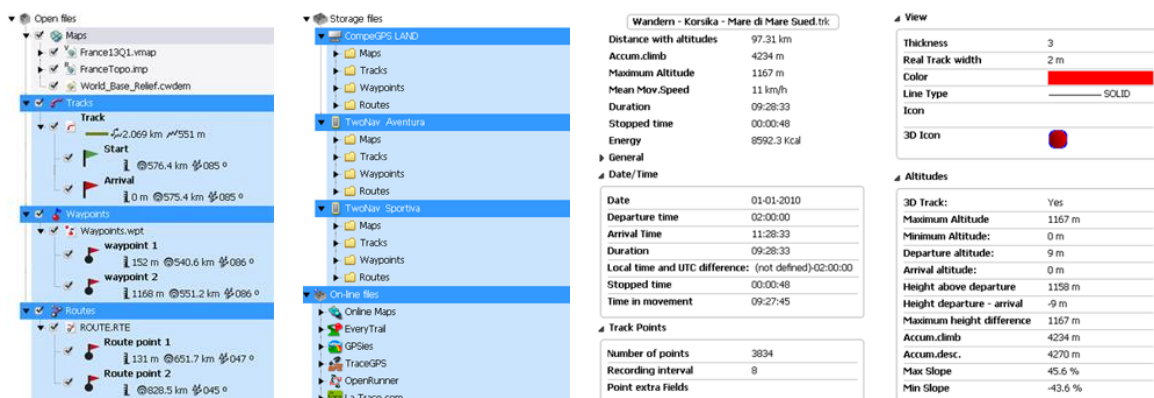 Open files
Maps
France13Q1.vmap
FranceTopo.imp
World_Base_Relief.cwdem
Tracks
Track
2.069 km 551 m
Start
576.4 km 085 º
Arrival
0 m 575.4 km 085 º
Waypoints
Waypoints.wpt
waypoint 1
152 m 540.6 km 086 º
waypoint 2
1168 m 551.2 km 086 º
Routes
ROUTE.RTE
Route point 1
131 m 651.7 km 047 º
Route point 2
828.5 km 045 º
Storage files
CompeGPS LAND
Maps
Tracks
Waypoints
Routes
TwoNav Aventura
Maps
Tracks
Waypoints
Routes
TwoNav Sportiva
Maps
Tracks
Waypoints
Routes
On-line files
Online Maps
EveryTrail
GPSies
TraceGPS
OpenRunner
La-Trace.com
Wandern - Korsika - Mare di Mare Sued.trk
Distance with altitudes 97.31 km
Accum.climb 4234 m
Maximum Altitude 1167 m
Mean Mov.Speed 11 km/h
Duration 09:28:33
Stopped time 00:00:48
Energy 8592.3 Kcal
General
Date/Time
Date 01-01-2010
Departure time 02:00:00
Arrival Time 11:28:33
Duration 09:28:33
Local time and UTC difference: (not defined)-02:00:00
Stopped time 00:00:48
Time in movement 09:27:45
Track Points
Number of points 3834
Recording interval 8
Point extra Fields
View
Thickness 3
Real Track width 2 m
Color
Line Type SOLID
Icon
3D Icon
Altitudes
3D Track: Yes
Maximum Altitude 1167 m
Minimum Altitude: 0 m
Departure altitude: 9 m
Arrival altitude: 0 m
Height above departure 1158 m
Height departure - arrival -9 m
Maximum height difference 1167 m
Accum.climb 4234 m
Accum.desc. 4270 m
Max Slope 45.6 %
Min Slope -43.6 %